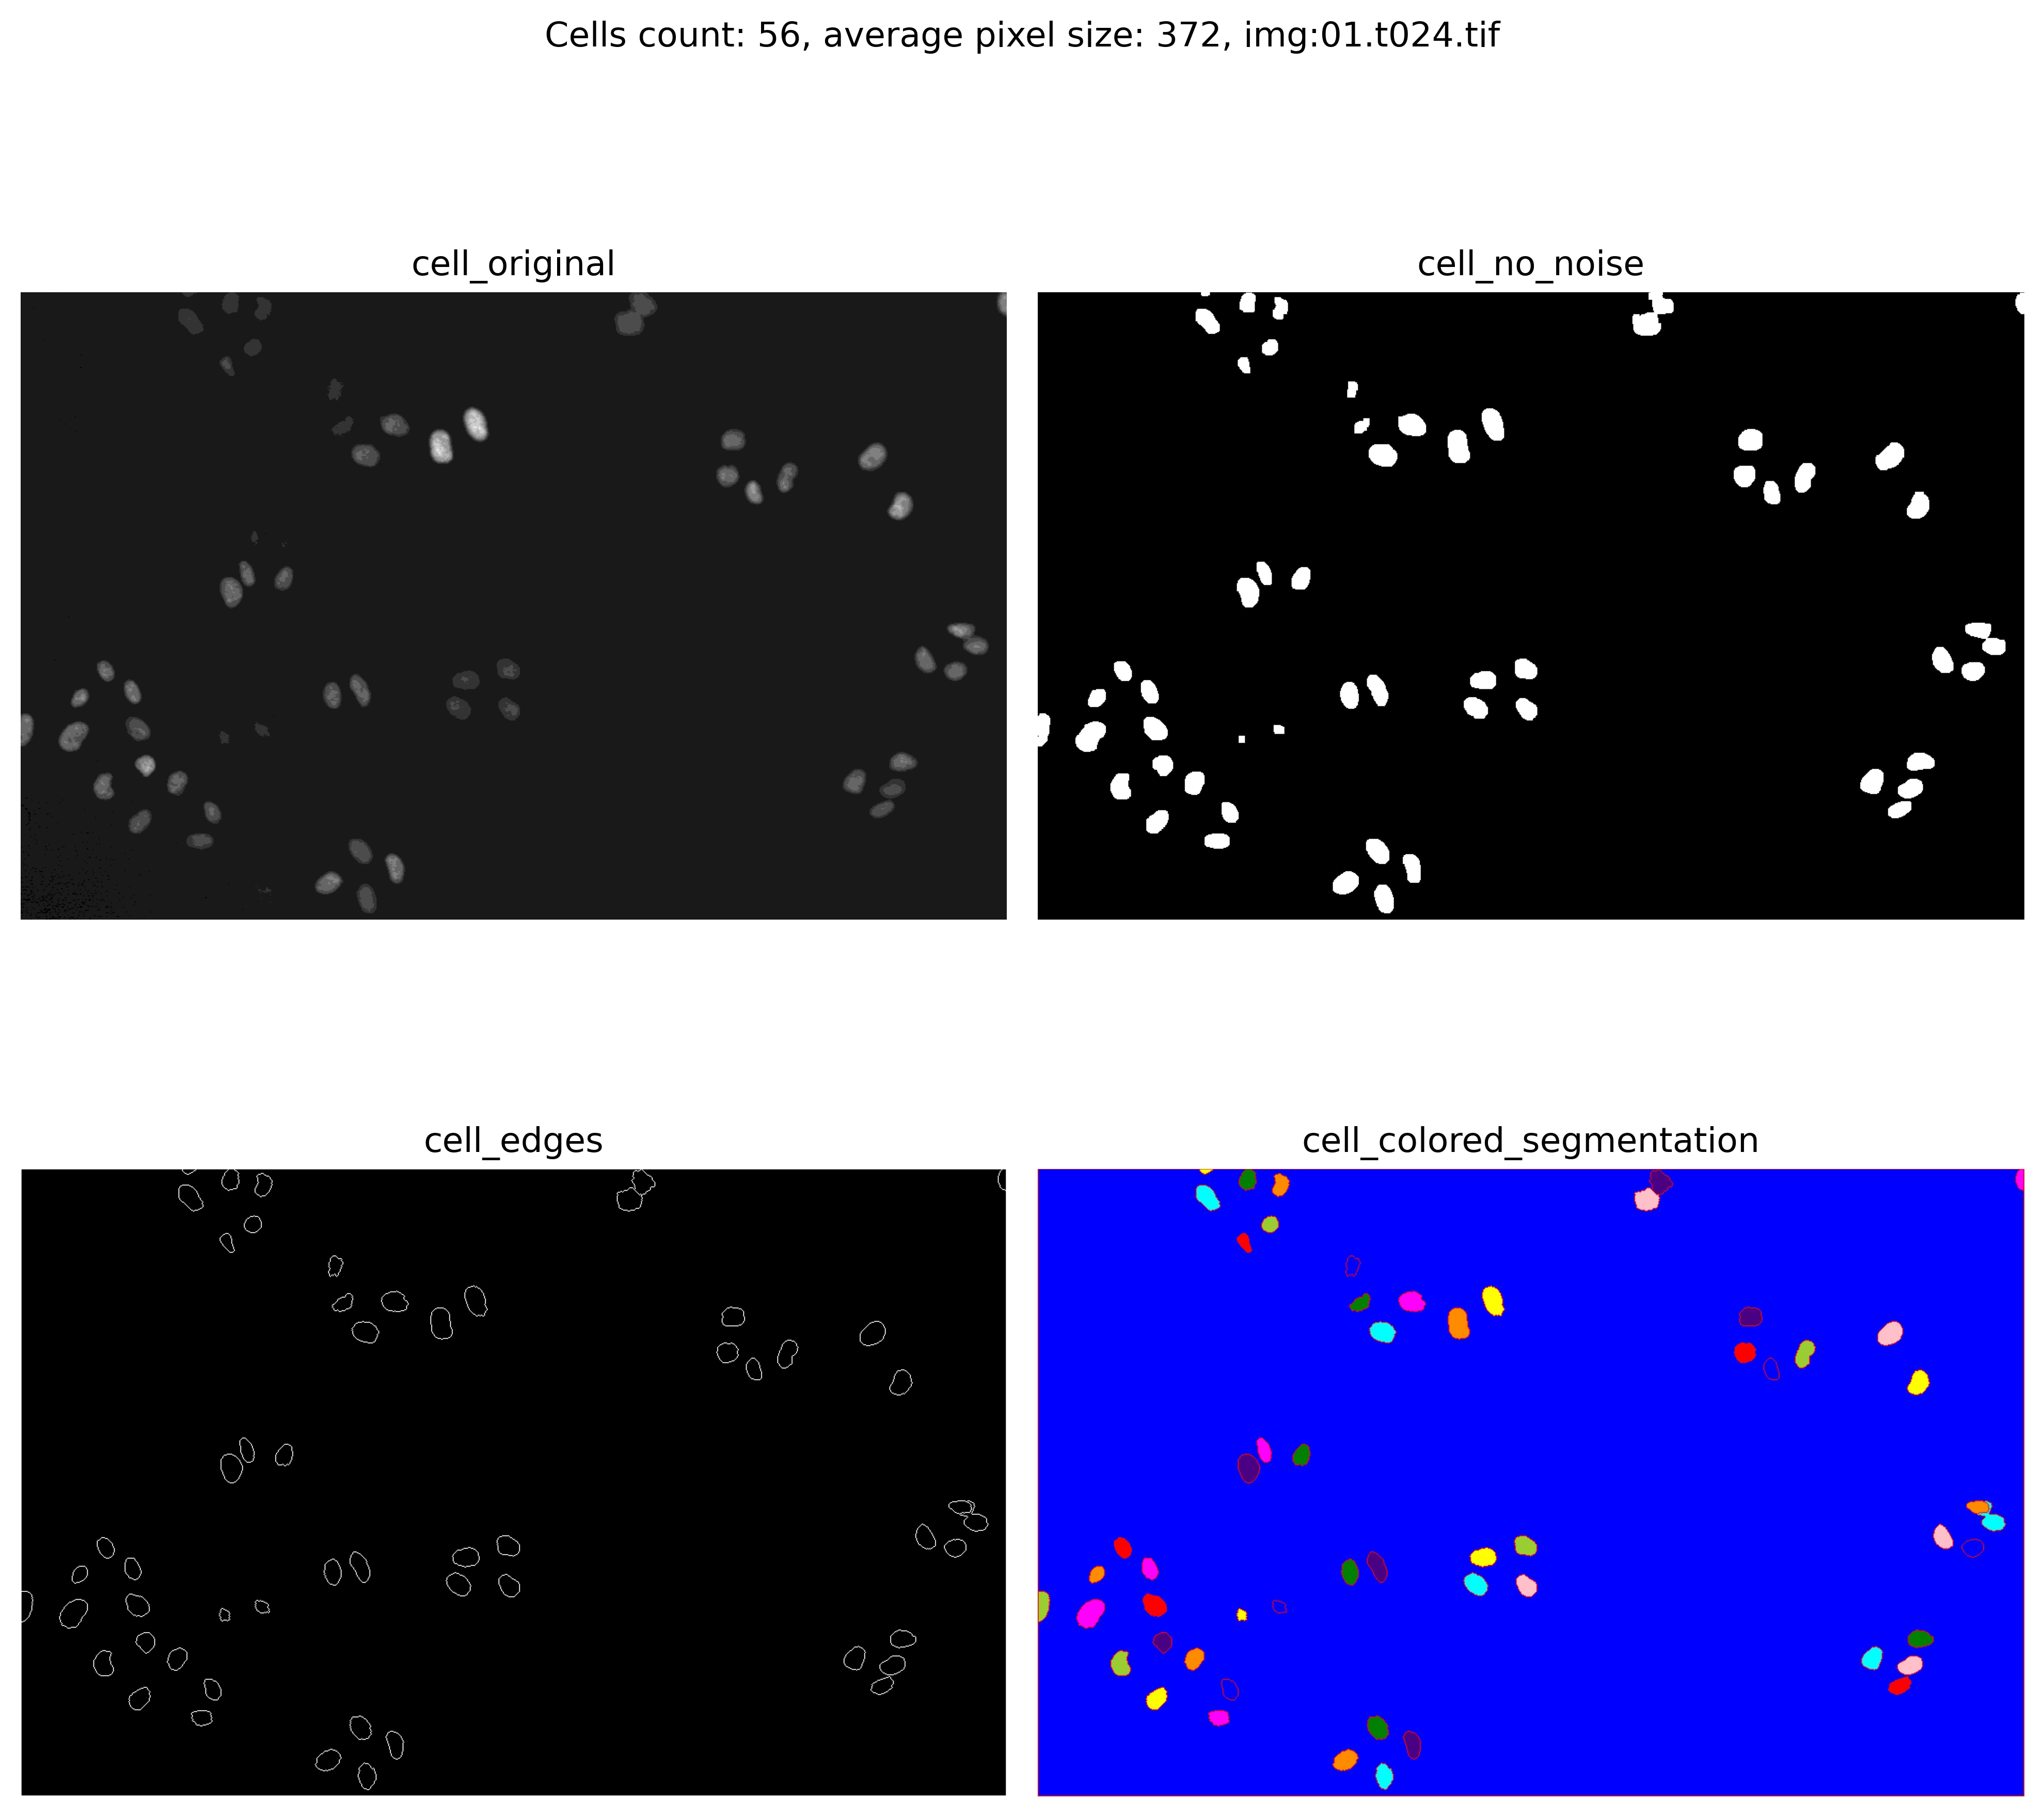 Cells count: 56, average pixel size: 372, img:01.t024.tif
cell_original
cell_no_noise
cell_edges
cell_colored_segmentation